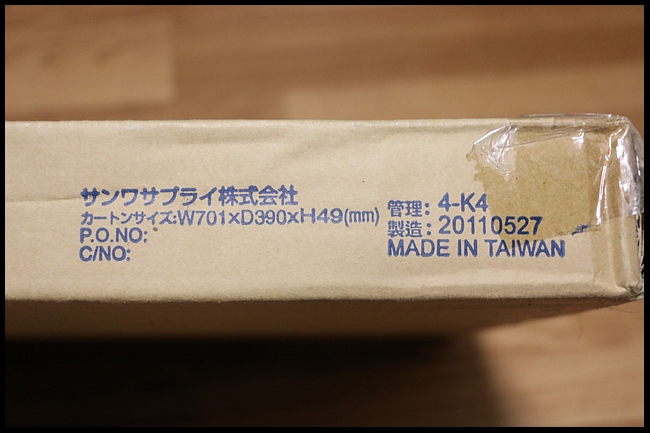 サンワサプライ株式会社
カートンサイズ:W701×D390×H49(mm)
P.O.NO:
C/NO:
管理: 4-K4
製造: 20110527
MADE IN TAIWAN